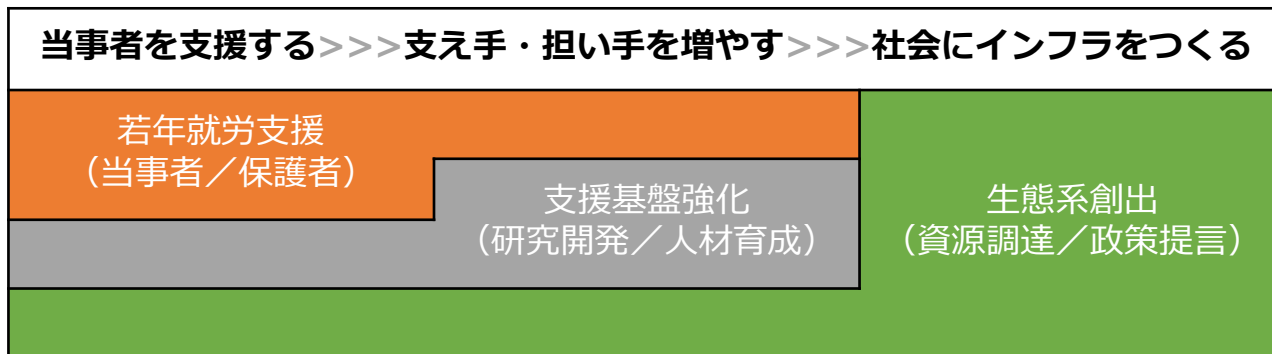 当事者を支援する>>>支え手・担い手を増やす>>>社会にインフラをつくる
若年就労支援
（当事者／保護者）
支援基盤強化
（研究開発／人材育成）
生態系創出
（資源調達／政策提言）